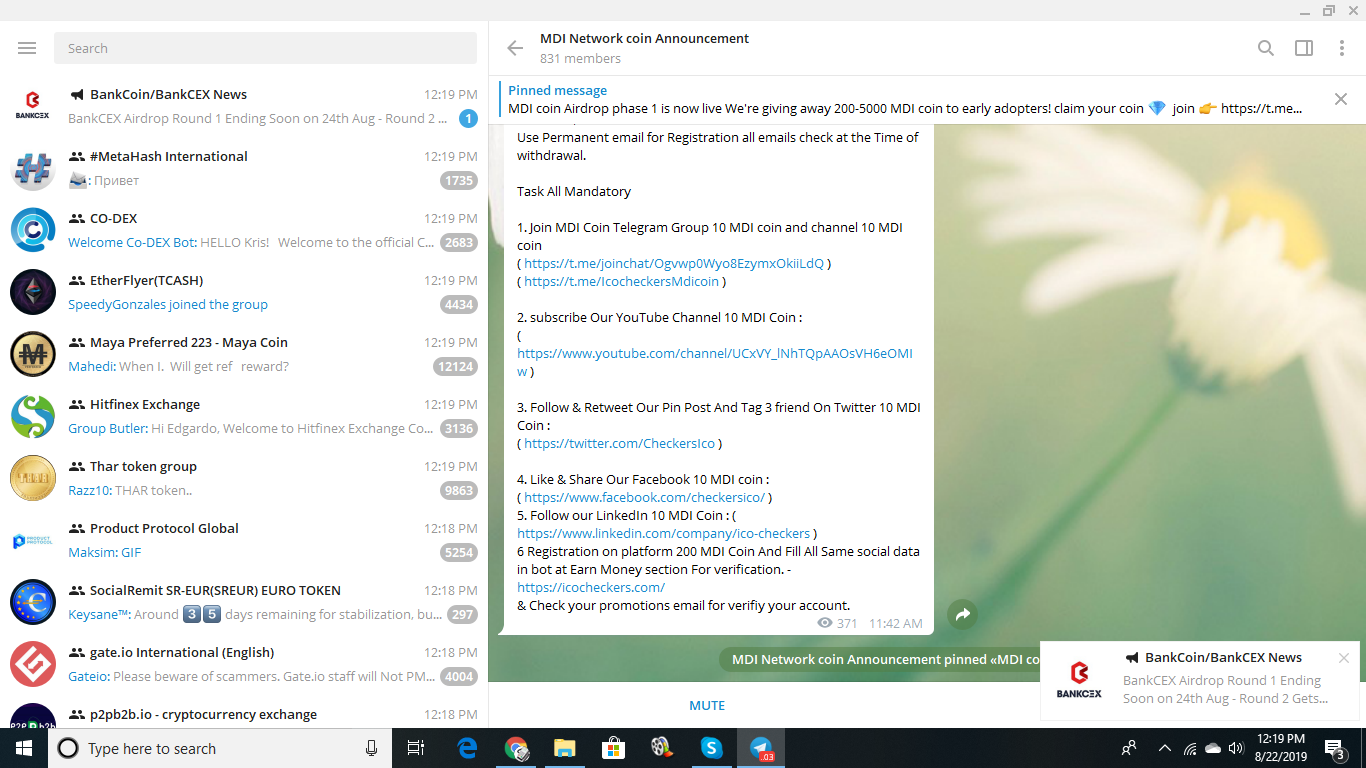 Search
BankCoin/BankCEX News 12:19 PM
BankCEX Airdrop Round 1 Ending Soon on 24th Aug - Round 2 ... 1
BANKCEX
#MetaHash International 12:19 PM
: Привет 1735
CO-DEX 12:19 PM
Welcome Co-DEX Bot: HELLO Kris! Welcome to the official C... 2683
EtherFlyer(TCASH) 12:19 PM
SpeedyGonzales joined the group 4434
Maya Preferred 223 - Maya Coin 12:19 PM
Mahedi: When I. Will get ref reward? 12124
Hitfinex Exchange 12:19 PM
Group Butler: Hi Edgardo, Welcome to Hitfinex Exchange Co... 3136
Thar token group 12:19 PM
Razz10: THAR token.. 9863
Product Protocol Global 12:18 PM
PRODUCT
PROTOCOL
Maksim: GIF 5254
SocialRemit SR-EUR(SREUR) EURO TOKEN 12:18 PM
Keysane™: Around 3 5 days remaining for stabilization, bu... 297
gate.io International (English) 12:18 PM
Gateio: Please beware of scammers. Gate.io staff will Not PM... 4004
p2pb2b.io - cryptocurrency exchange 12:18 PM
MDI Network coin Announcement
831 members
Pinned message
MDI coin Airdrop phase 1 is now live We're giving away 200-5000 MDI coin to early adopters! claim your coin 💎 join 👉 https://t.me...
Use Permanent email for Registration all emails check at the Time of
withdrawal.
Task All Mandatory
1. Join MDI Coin Telegram Group 10 MDI coin and channel 10 MDI
coin
( https://t.me/joinchat/Ogvwp0Wyo8EzymxOkiiLdQ )
( https://t.me/IcocheckersMdicoin )
2. subscribe Our YouTube Channel 10 MDI Coin :
(
https://www.youtube.com/channel/UCxVY_lNhTQpAAOsVH6eOMI
w )
3. Follow & Retweet Our Pin Post And Tag 3 friend On Twitter 10 MDI
Coin :
( https://twitter.com/CheckersIco )
4. Like & Share Our Facebook 10 MDI coin :
( https://www.facebook.com/checkersico/ )
5. Follow our LinkedIn 10 MDI Coin : (
https://www.linkedin.com/company/ico-checkers )
6 Registration on platform 200 MDI Coin And Fill All Same social data
in bot at Earn Money section For verification. -
https://icocheckers.com/
& Check your promotions email for verifiy your account.
371 11:42 AM
MDI Network coin Announcement pinned «MDI co
MUTE
BankCoin/BankCEX News
BankCEX Airdrop Round 1 Ending
Soon on 24th Aug - Round 2 Gets...
BANKCEX
Type here to search
.03
12:19 PM
8/22/2019
3